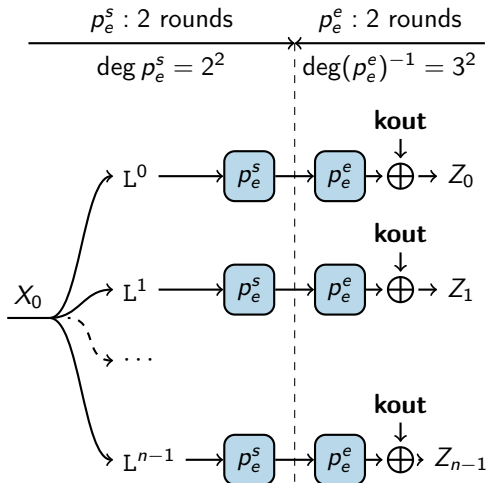 p_e^s : 2 rounds p_e^e : 2 rounds
deg p_e^s = 2^2 deg(p_e^e)^{-1} = 3^2
kout
L^0 p_e^s p_e^e Z_0
kout
X_0 L^1 p_e^s p_e^e Z_1
...
kout
L^{n-1} p_e^s p_e^e Z_{n-1}